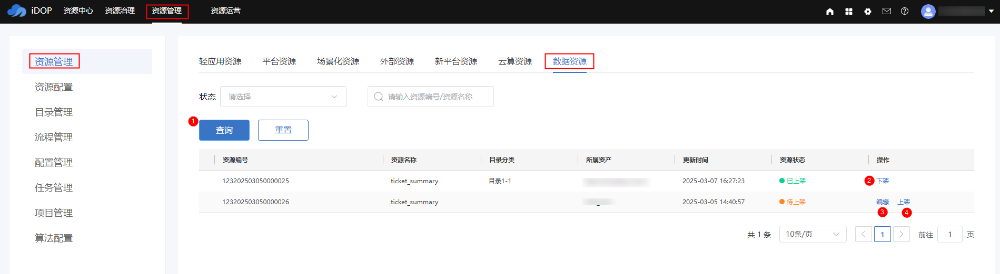 iDOP 资源中心 资源治理 资源管理 资源运营
资源管理
资源配置
目录管理
流程管理
配置管理
任务管理
项目管理
算法配置
轻应用资源 平台资源 场景化资源 外部资源 新平台资源 云算资源 数据资源
状态 请选择 请输入资源编号/资源名称
1 查询 重置
资源编号 资源名称 目录分类 所属资产 更新时间 资源状态 操作
123202503050000025 ticket_summary 目录1-1 2025-03-07 16:27:23 已上架 2 下架
123202503050000026 ticket_summary 2025-03-05 14:40:57 待上架 编辑 上架
3 4
共 1 条 10条/页 1 前往 1 页